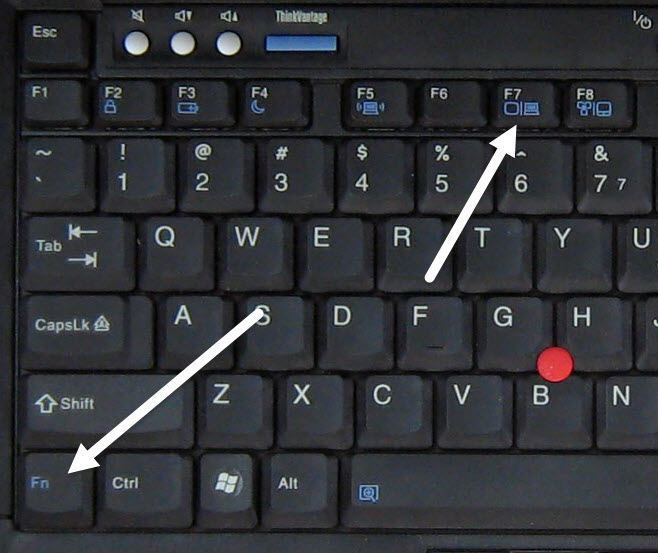 ThinkVantage
Esc
F1 F2 F3 F4 F5 F6 F7 F8
~ ! @ # $ % ^ &
` 1 2 3 4 5 6 7 7
Tab Q W E R T Y U
CapsLk A S D F G H J
Shift Z X C V B N
Fn Ctrl Alt